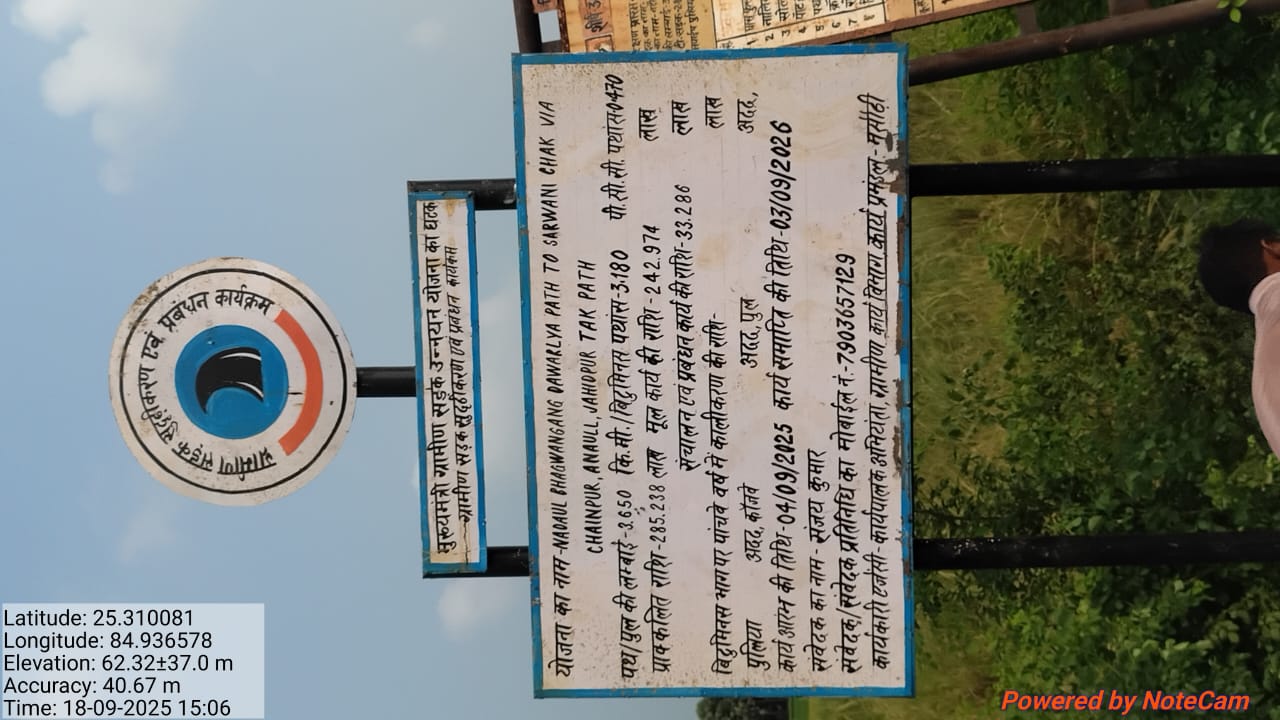 ग्रामीण सड़क सुदृढ़ीकरण एवं प्रबंधन कार्यक्रम
मुख्यमंत्री ग्रामीण सड़क उन्नयन योजना का घटक
ग्रामीण सड़क सुदृढ़ीकरण एवं प्रबंधन कार्यक्रम
योजना का नाम - NADAUL BHAGWANGANG DAWARIYA PATH TO SARWANI CHAK VIA
CHAINPUR, ANAULL, JAHIDPUR TAK PATH
पथ/पुल की लम्बाई - 3.650 कि.मी./बिटुमिनस पथांस-3.180 पी.सी.सी. पथांस-0.470
प्राक्कलित राशि - 285.238 लाख मूल कार्य की राशि - 242.974 लाख
संचालन एवं प्रबंधन कार्य की राशि - 33.286 लाख
बिटुमिनस भाग पर पांचवे वर्ष में कालीकरण की राशि- लाख
पुलिया अदद, कॉजवे अदद, पुल अदद,
कार्य आरम्भ की तिथि - 04/09/2025 कार्य समाप्ति की तिथि - 03/09/2026
संवेदक का नाम - संजय कुमार
संवेदक/संवेदक प्रतिनिधि का मोबाईल नं.- 7903657129
कार्यकारी एजेंसी - कार्यपालक अभियंता, ग्रामीण कार्य विभाग कार्य प्रमंडल - मसौढ़ी
Latitude: 25.310081
Longitude: 84.936578
Elevation: 62.32±37.0 m
Accuracy: 40.67 m
Time: 18-09-2025 15:06
Powered by NoteCam